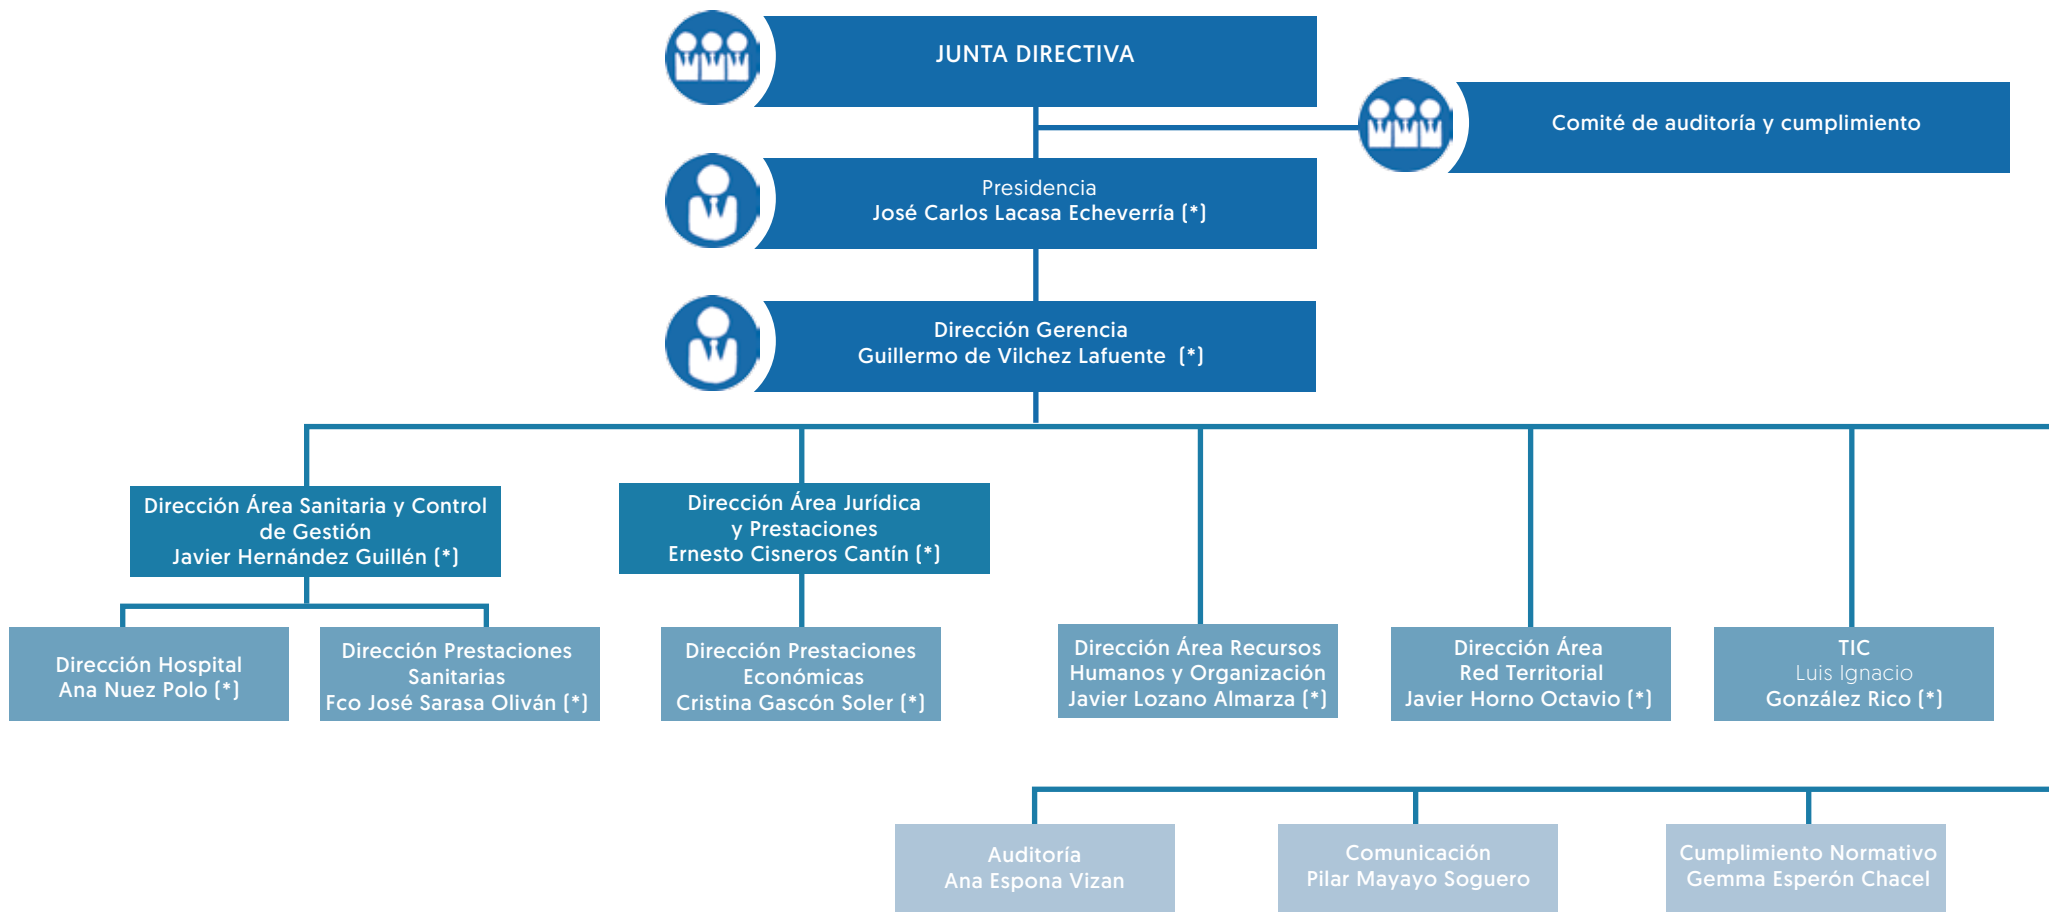 JUNTA DIRECTIVA
Comité de auditoría y cumplimiento
Presidencia
José Carlos Lacasa Echeverría (*)
Dirección Gerencia
Guillermo de Vilchez Lafuente (*)
Dirección Área Sanitaria y Control
de Gestión
Javier Hernández Guillén (*)
Dirección Área Jurídica
y Prestaciones
Ernesto Cisneros Cantín (*)
Dirección Hospital
Ana Nuez Polo (*)
Dirección Prestaciones
Sanitarias
Fco José Sarasa Oliván (*)
Dirección Prestaciones
Económicas
Cristina Gascón Soler (*)
Dirección Área Recursos
Humanos y Organización
Javier Lozano Almarza (*)
Dirección Área
Red Territorial
Javier Horno Octavio (*)
TIC
Luis Ignacio
González Rico (*)
Auditoría
Ana Espona Vizan
Comunicación
Pilar Mayayo Soguero
Cumplimiento Normativo
Gemma Esperón Chacel